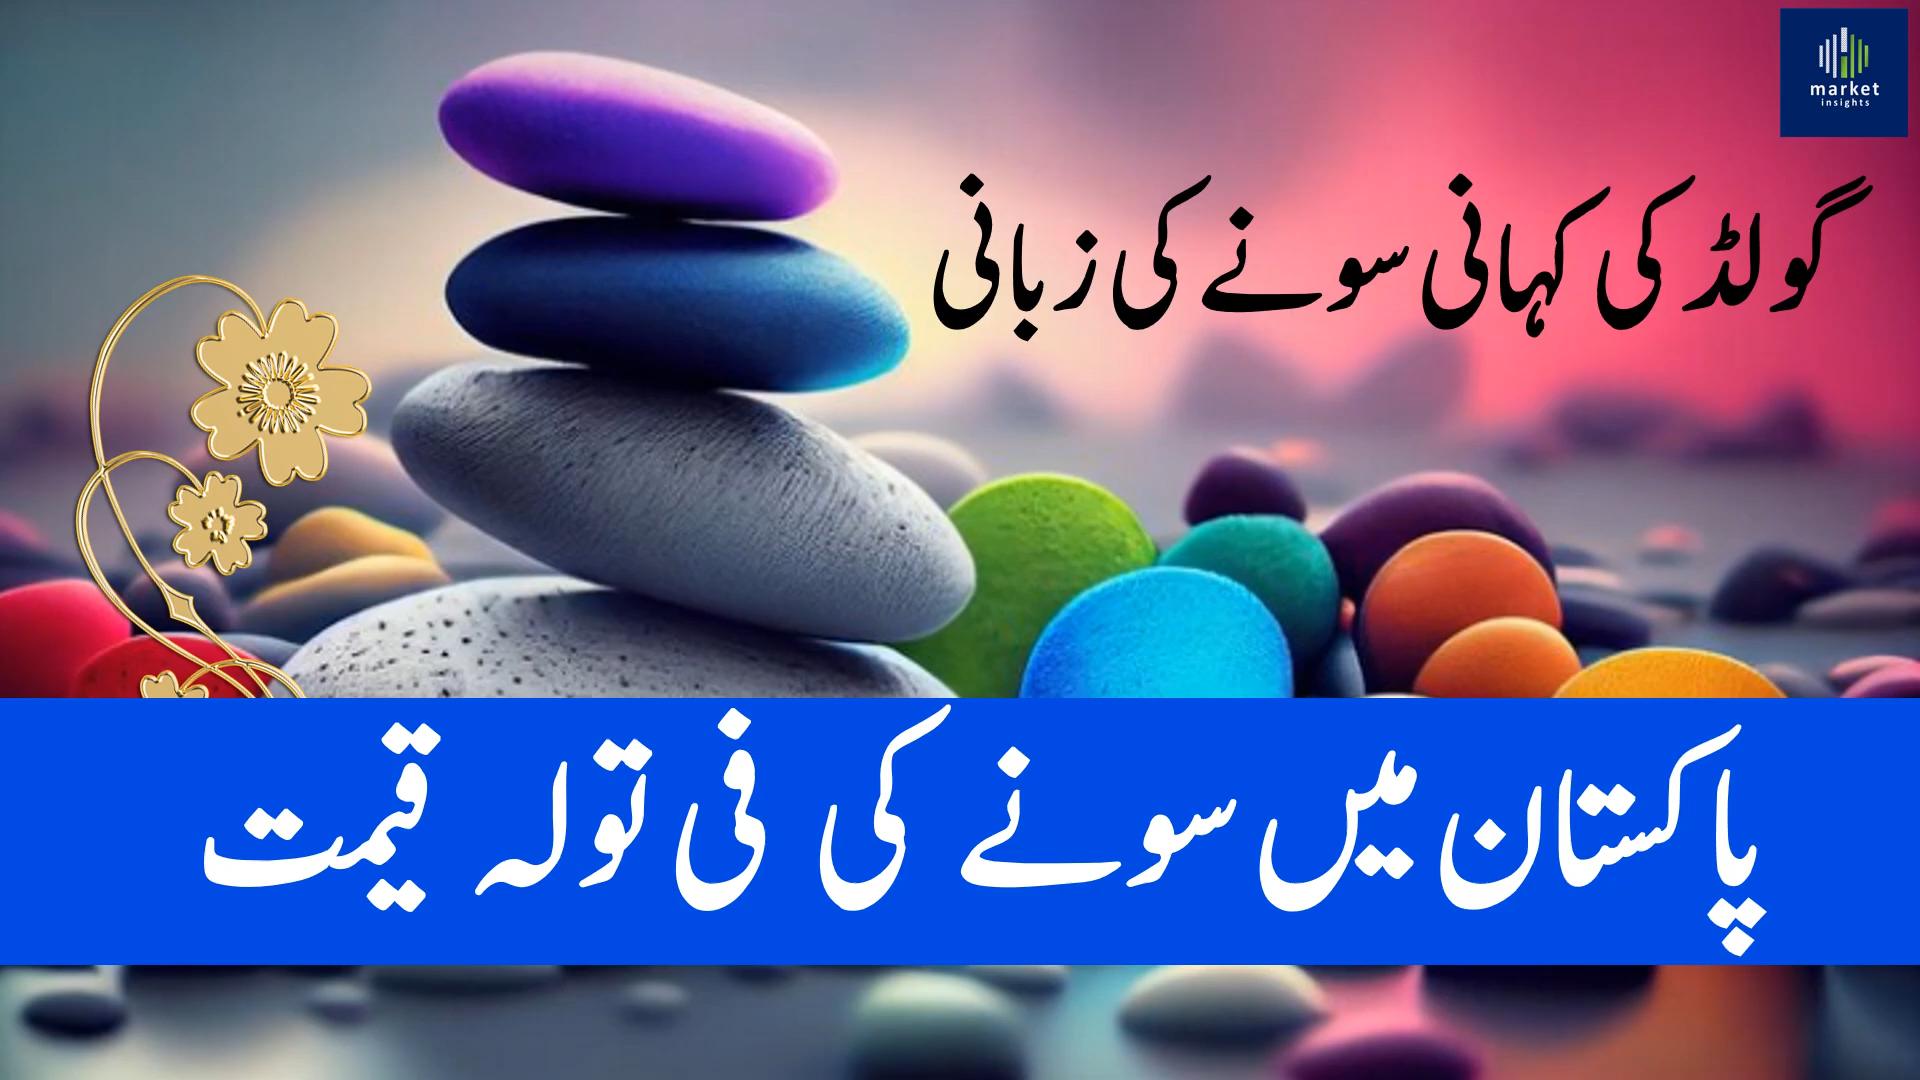 market
insights
گولڈ کی کہانی سونے کی زبانی
پاکستان میں سونے کی فی تولہ قیمت